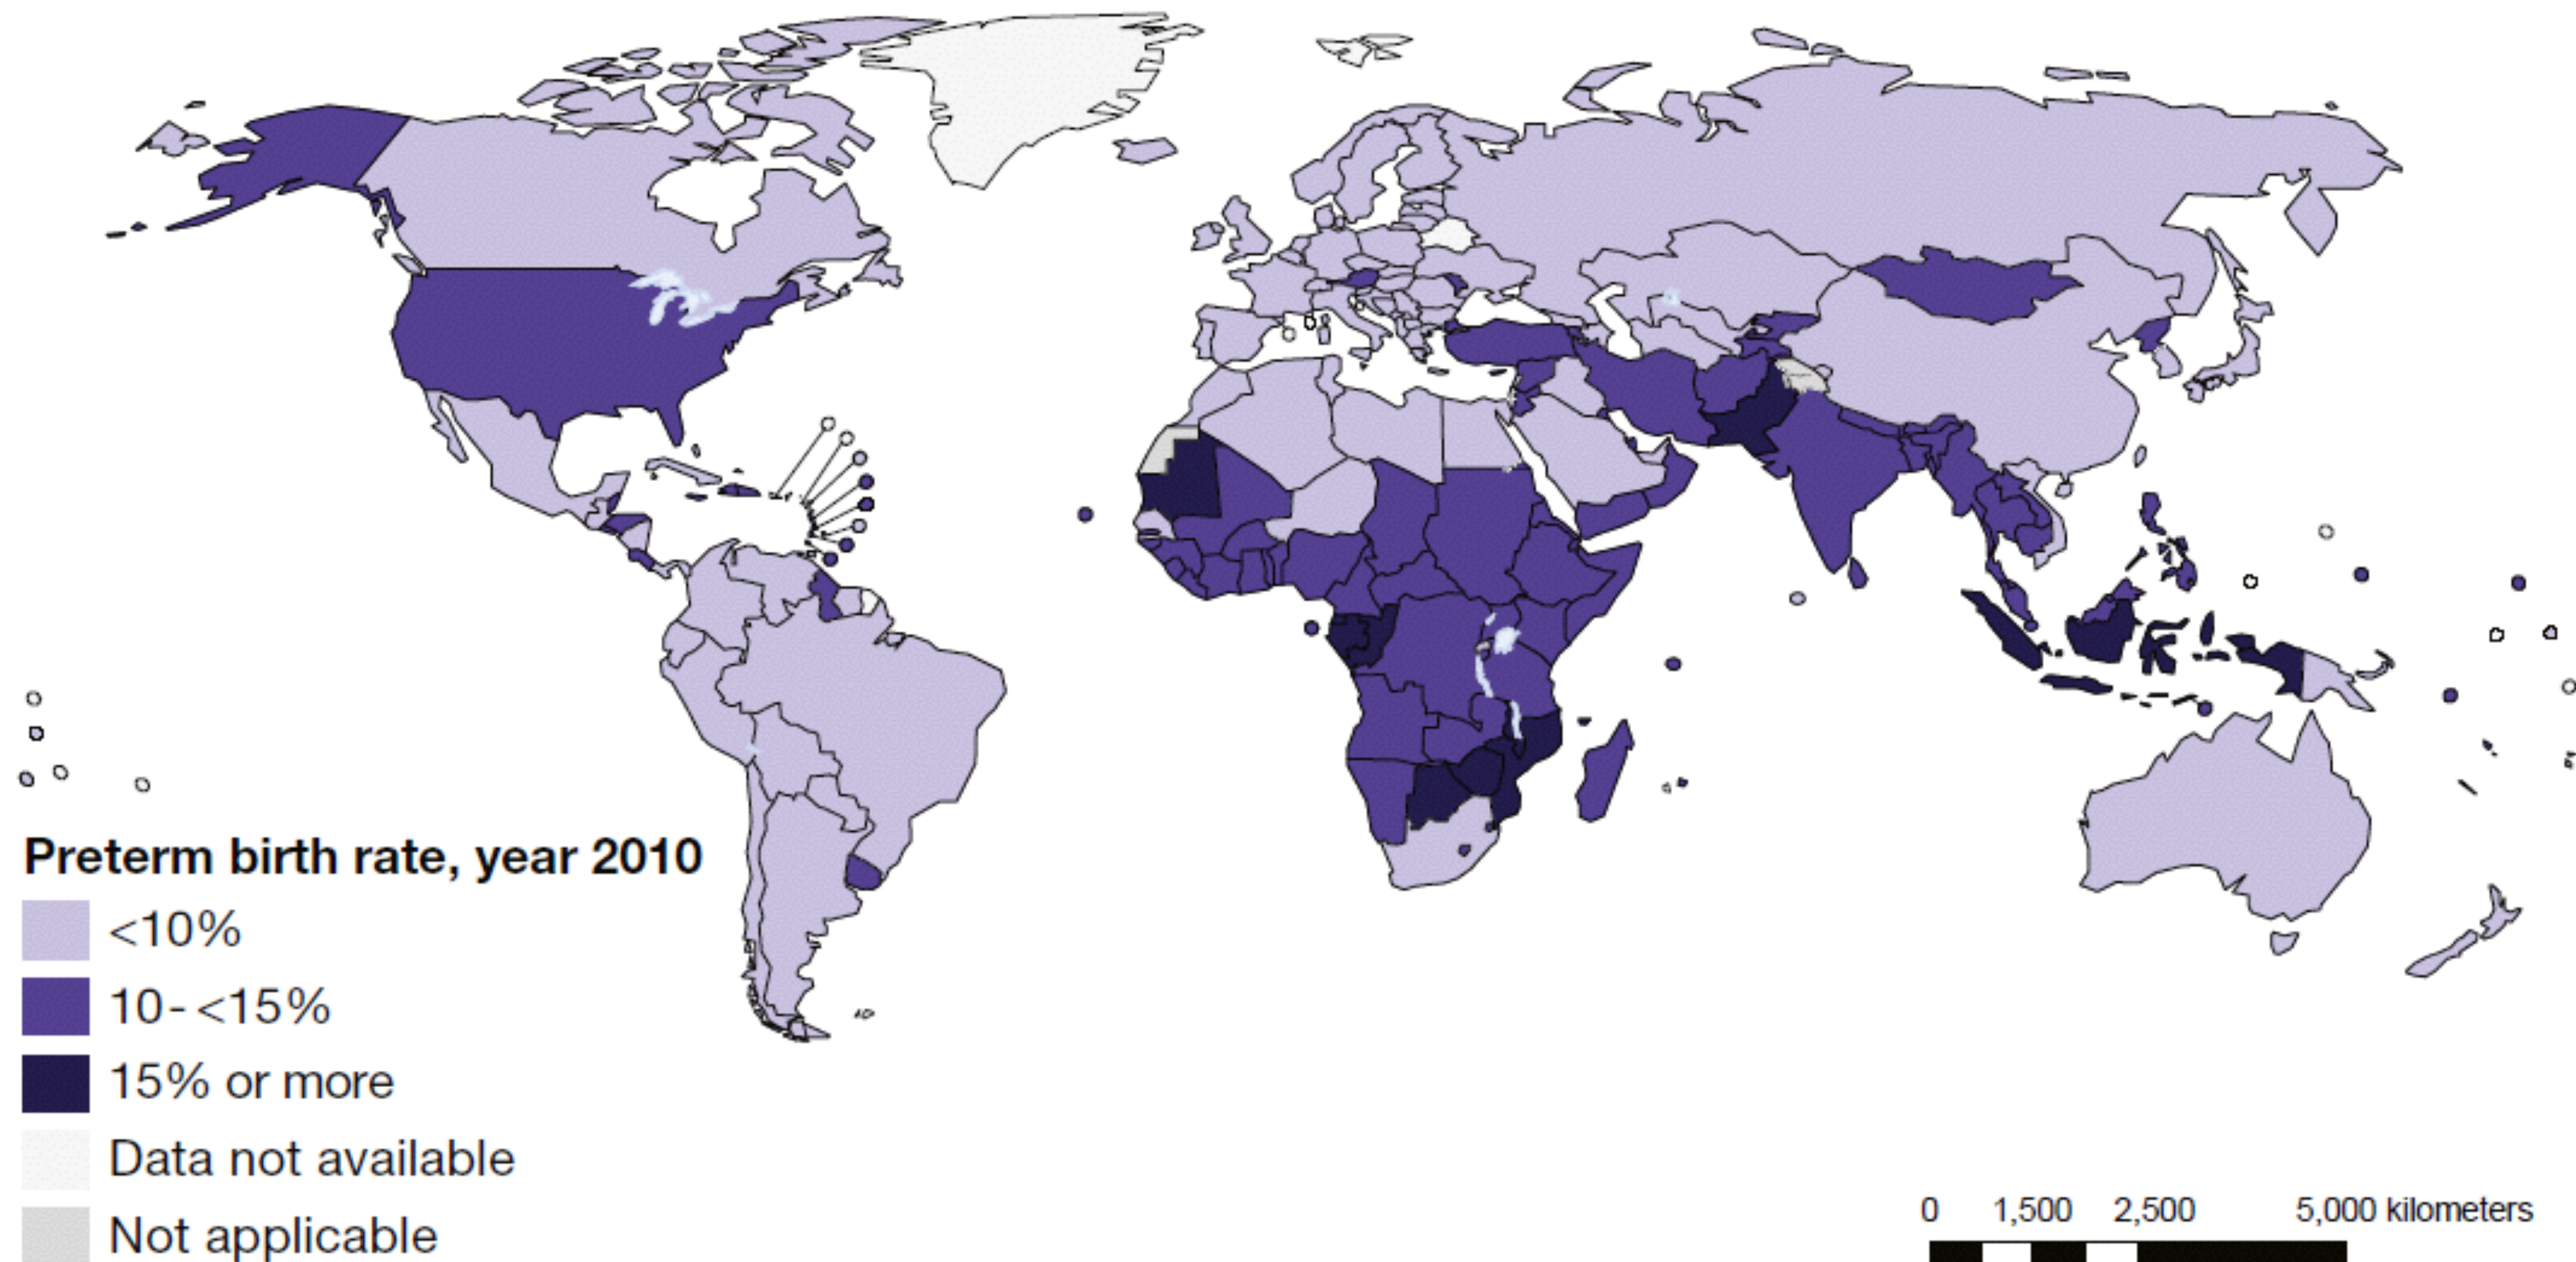 Preterm birth rate, year 2010
<10%
10-<15%
15% or more
Data not available
Not applicable
0 1,500 2,500 5,000 kilometers